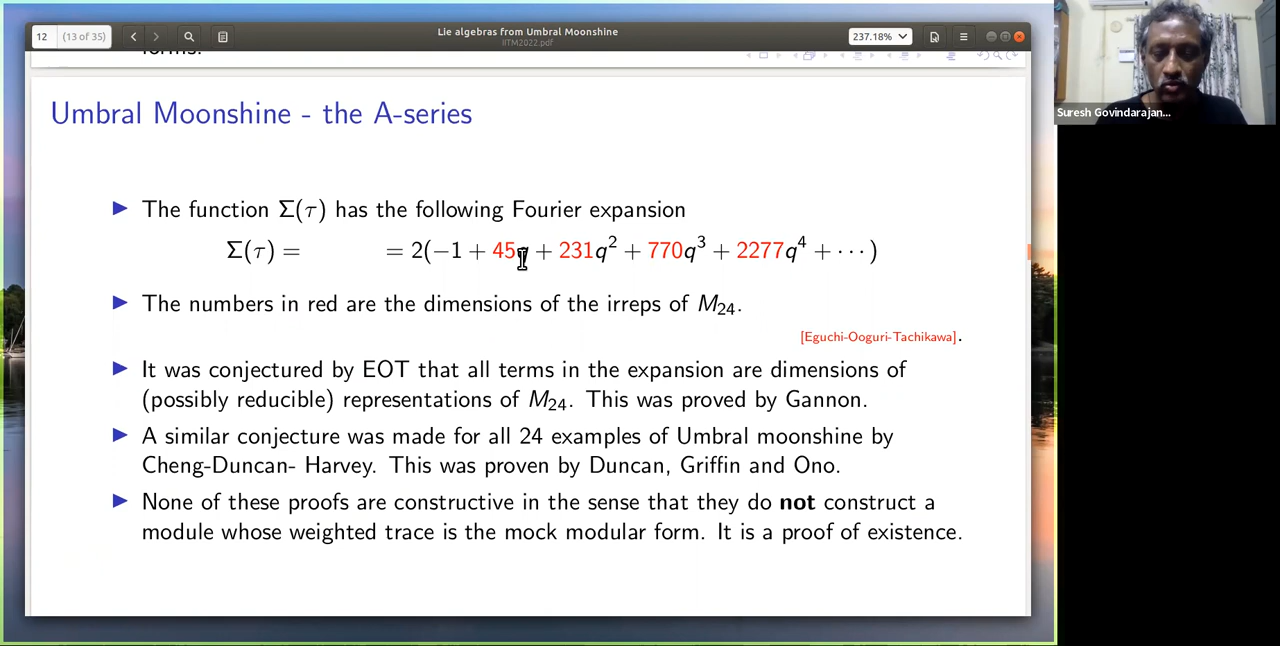 12 (13 of 35)
Lie algebras from Umbral Moonshine
IITM2022.pdf
237.18%
forms.
Umbral Moonshine - the A-series
▶ The function Σ(τ) has the following Fourier expansion
Σ(τ) = = 2(−1 + 45q + 231q² + 770q³ + 2277q⁴ + ···)
▶ The numbers in red are the dimensions of the irreps of M₂₄.
[Eguchi-Ooguri-Tachikawa].
▶ It was conjectured by EOT that all terms in the expansion are dimensions of
(possibly reducible) representations of M₂₄. This was proved by Gannon.
▶ A similar conjecture was made for all 24 examples of Umbral moonshine by
Cheng-Duncan- Harvey. This was proven by Duncan, Griffin and Ono.
▶ None of these proofs are constructive in the sense that they do not construct a
module whose weighted trace is the mock modular form. It is a proof of existence.
Suresh Govindarajan...